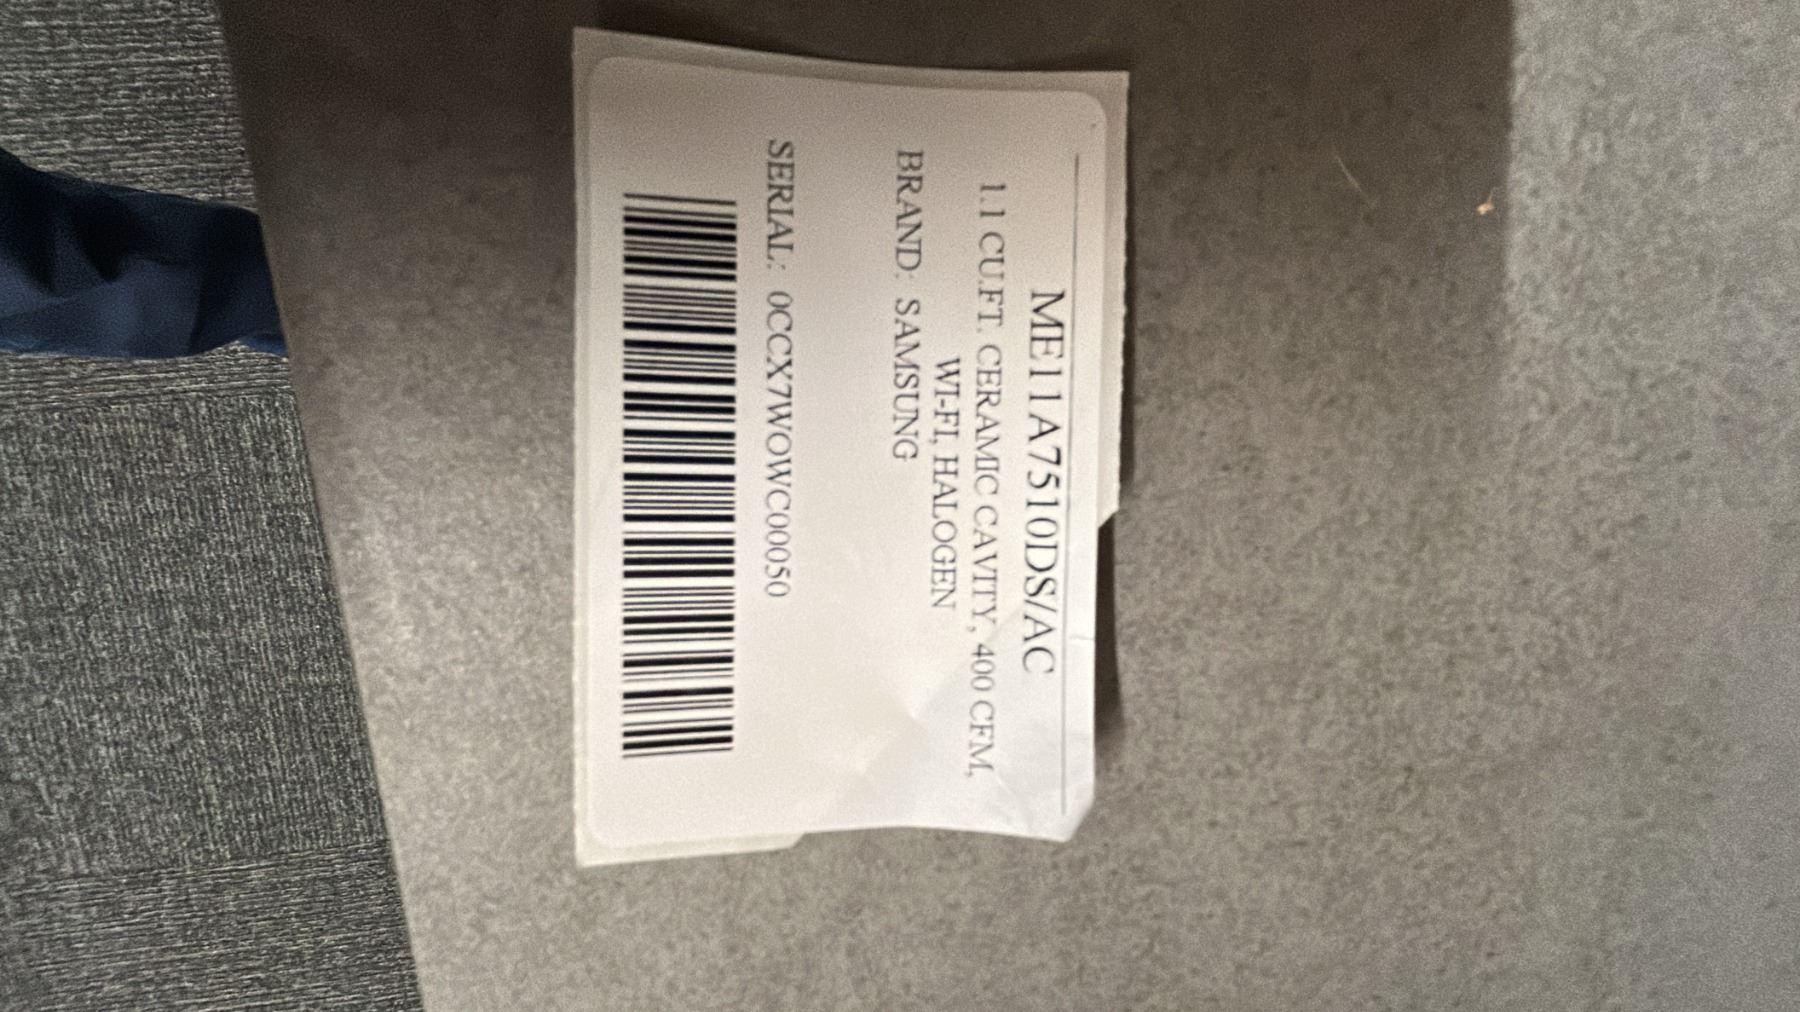 ME11A7510DS/AC
1.1 CU.FT. CERAMIC CAVITY, 400 CFM,
WI-FI, HALOGEN
BRAND: SAMSUNG
SERIAL: 0CCX7WOWC00050